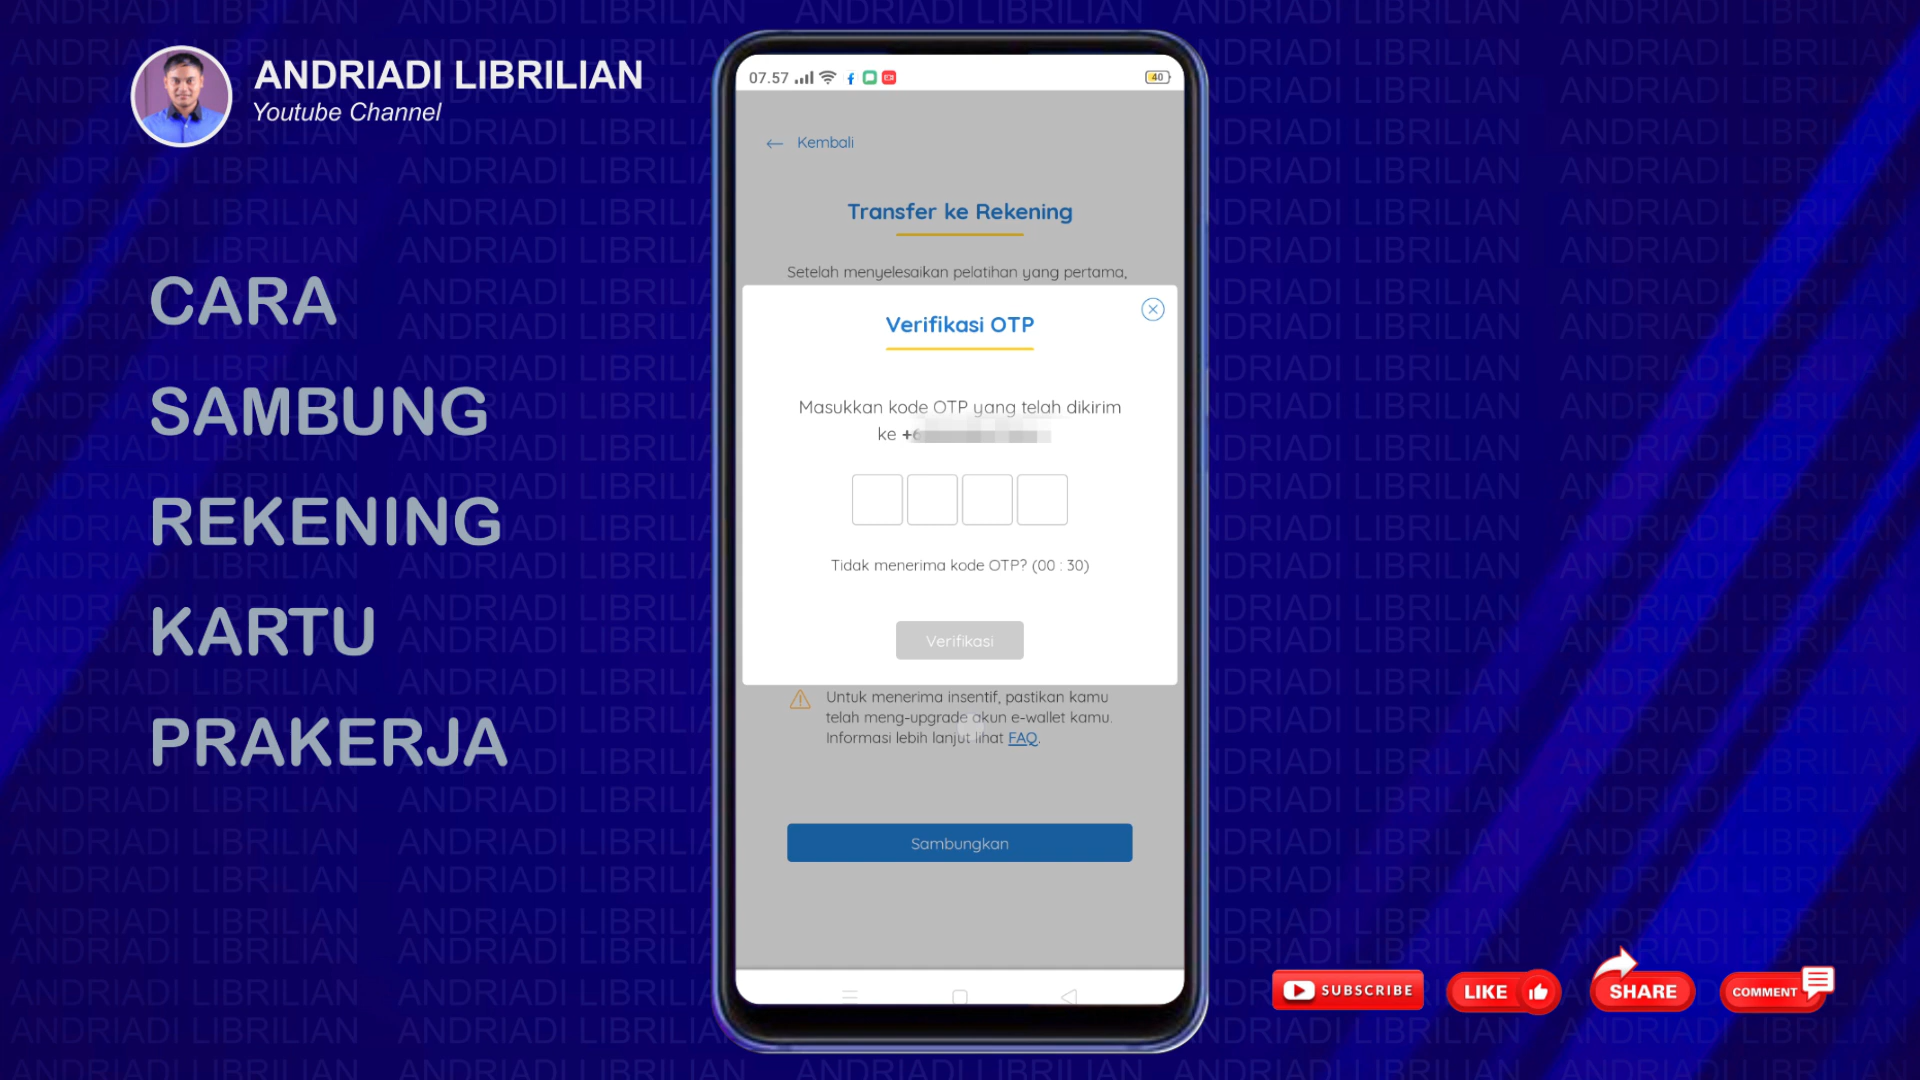 ANDRIADI LIBRILIAN
Youtube Channel
CARA
SAMBUNG
REKENING
KARTU
PRAKERJA
07.57
40
← Kembali
Transfer ke Rekening
Setelah menyelesaikan pelatihan yang pertama,
Verifikasi OTP
Masukkan kode OTP yang telah dikirim
ke +6
Tidak menerima kode OTP? (00 : 30)
Verifikasi
Untuk menerima insentif, pastikan kamu
telah meng-upgrade akun e-wallet kamu.
Informasi lebih lanjut lihat FAQ.
Sambungkan
SUBSCRIBE
LIKE
SHARE
COMMENT